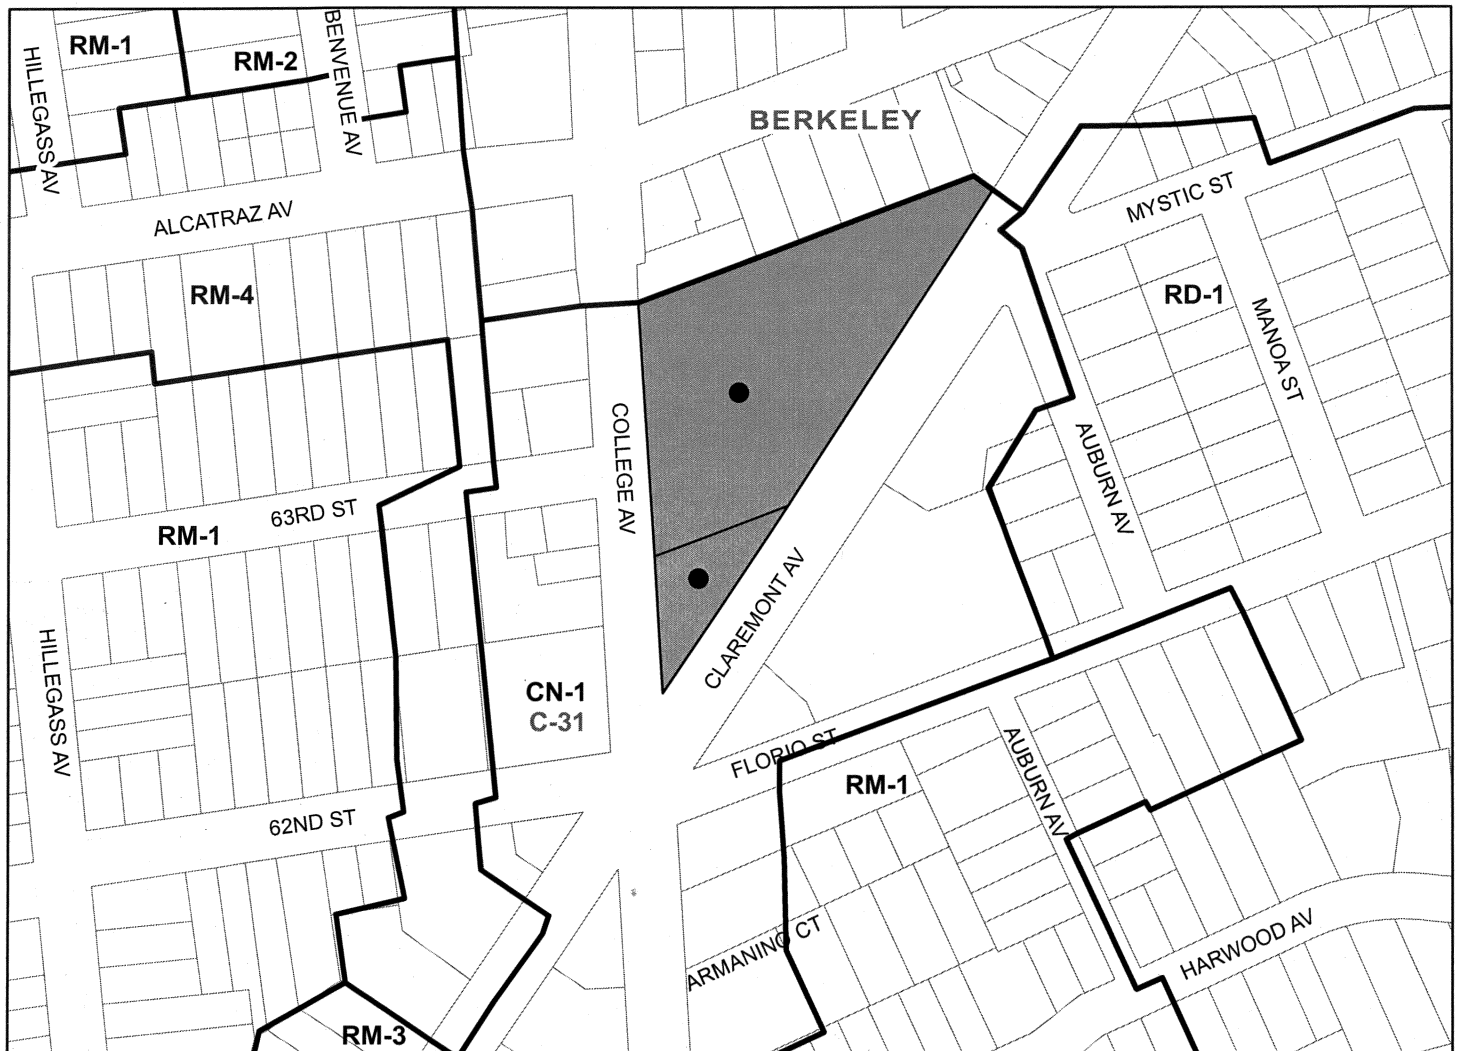 RM-1
RM-2
BENVENUE AV
HILLEGASS AV
BERKELEY
ALCATRAZ AV
MYSTIC ST
RM-4
RD-1
MANOA ST
COLLEGE AV
AUBURN AV
63RD ST
RM-1
CLAREMONT AV
HILLEGASS AV
CN-1
C-31
FLORIO ST
AUBURN AV
RM-1
62ND ST
ARMANINO CT
HARWOOD AV
RM-3